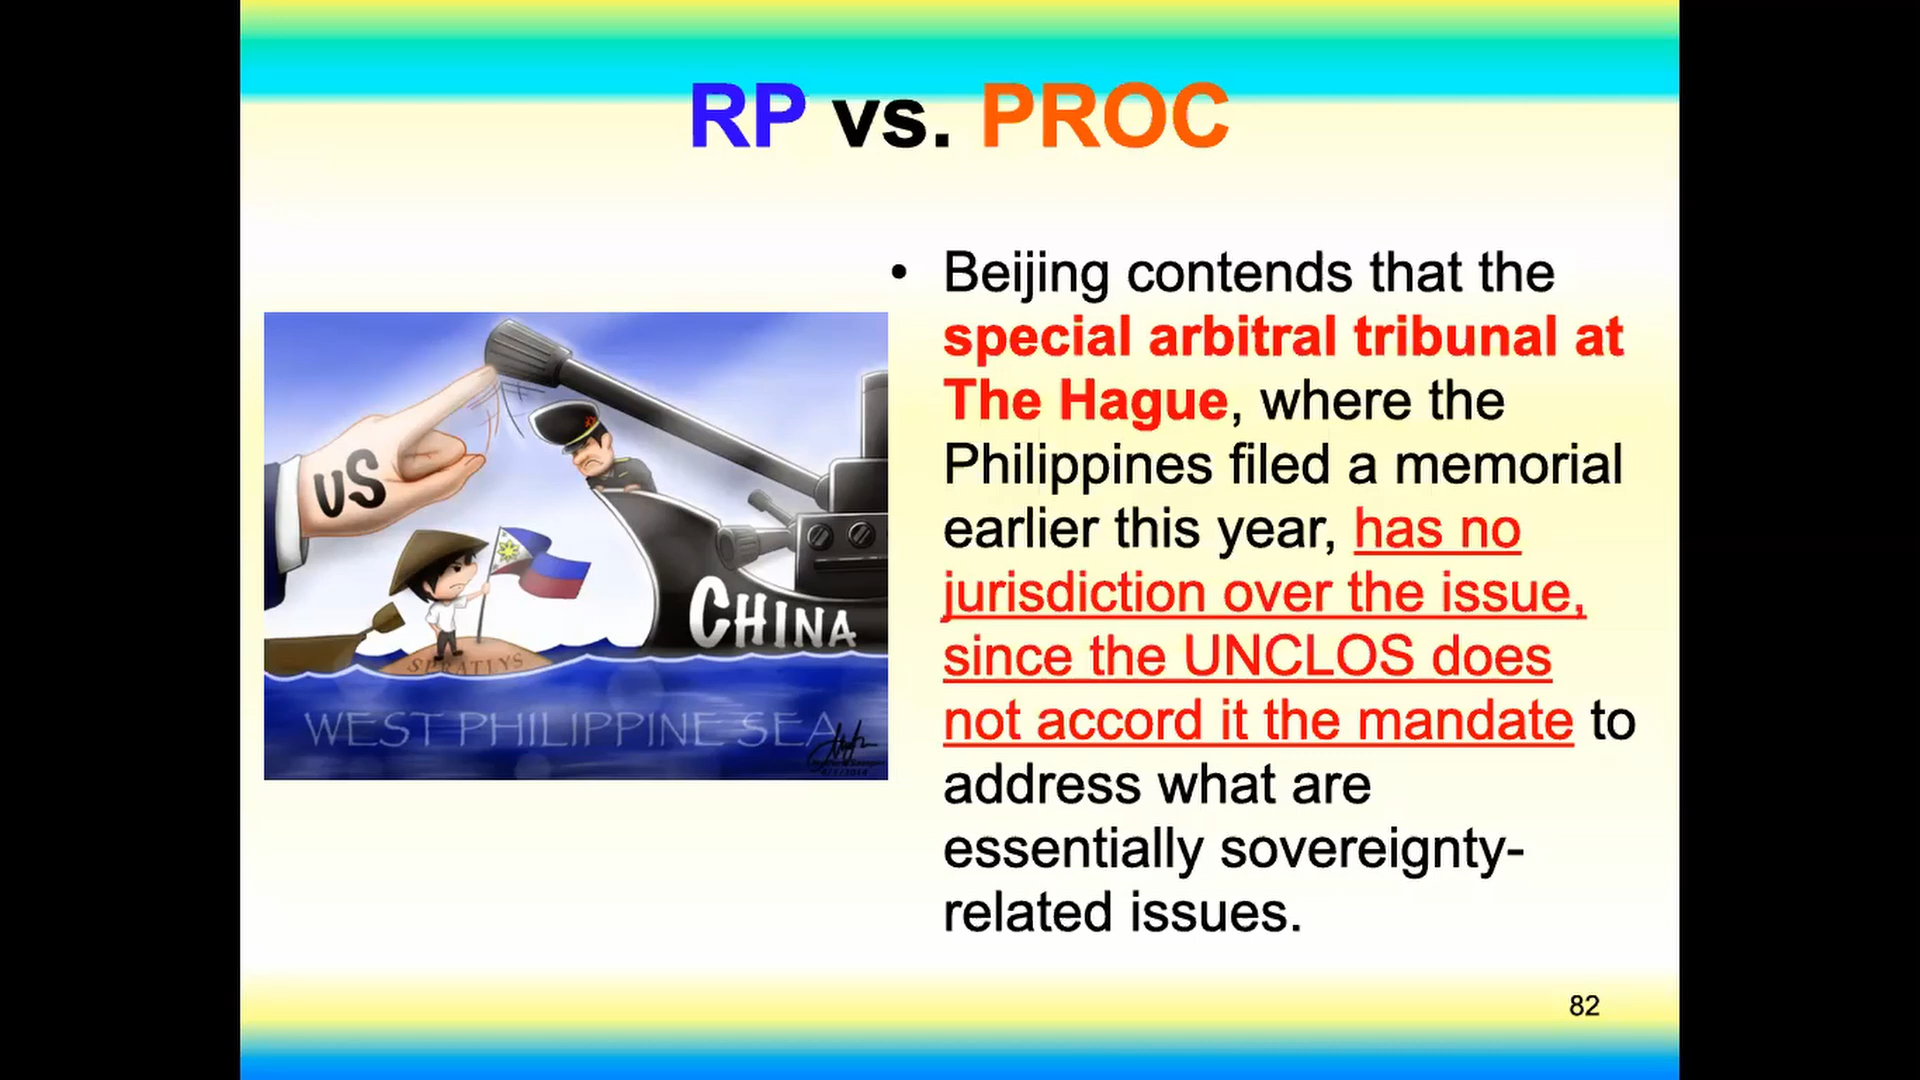 RP vs. PROC
• Beijing contends that the
special arbitral tribunal at
The Hague, where the
Philippines filed a memorial
earlier this year, has no
jurisdiction over the issue,
since the UNCLOS does
not accord it the mandate to
address what are
essentially sovereignty-
related issues.
US
CHINA
SPRATLYS
WEST PHILIPPINE SEA
82